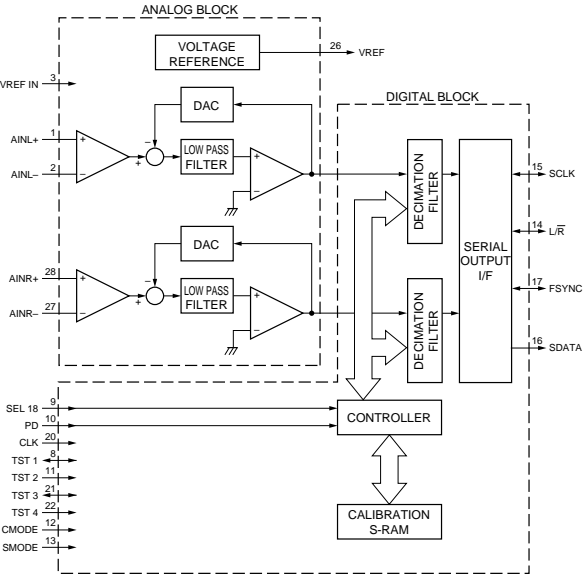 ANALOG BLOCK
VOLTAGE
REFERENCE
26
VREF
3
VREF IN
DIGITAL BLOCK
DAC
1
AINL+
+
−
+
LOW PASS
FILTER
+
−
2
AINL–
−
DECIMATION
FILTER
15
SCLK
14
L/R̅
DAC
SERIAL
OUTPUT
I/F
28
AINR+
+
−
+
LOW PASS
FILTER
+
−
27
AINR–
−
DECIMATION
FILTER
17
FSYNC
16
SDATA
9
SEL 18
10
PD
CONTROLLER
20
CLK
8
TST 1
11
TST 2
21
TST 3
22
TST 4
12
CMODE
13
SMODE
CALIBRATION
S-RAM